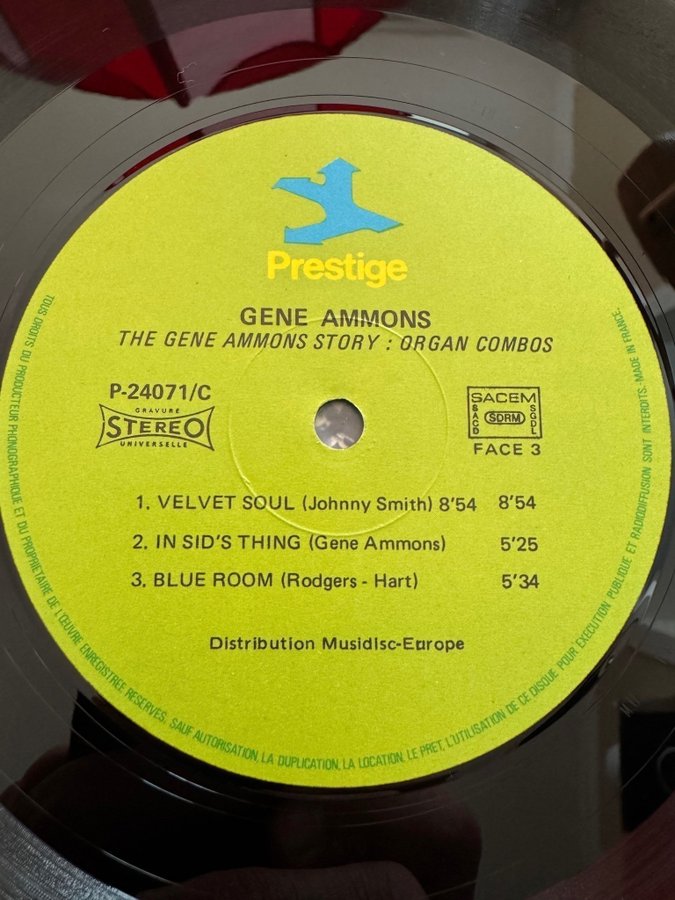 Prestige
GENE AMMONS
THE GENE AMMONS STORY : ORGAN COMBOS
P-24071/C
GRAVURE
STEREO
UNIVERSELLE
SACEM
SACD SDRM SGDL
FACE 3
1. VELVET SOUL (Johnny Smith) 8'54 8'54
2. IN SID'S THING (Gene Ammons) 5'25
3. BLUE ROOM (Rodgers - Hart) 5'34
Distribution Musidisc-Europe
TOUS DROITS DU PRODUCTEUR PHONOGRAPHIQUE ET DU PROPRIETAIRE DE L'ŒUVRE ENREGISTREE RESERVES. SAUF AUTORISATION, LA DUPLICATION, LA LOCATION, LE PRET, L'UTILISATION DE CE DISQUE POUR EXECUTION PUBLIQUE ET RADIODIFFUSION SONT INTERDITS. MADE IN FRANCE.